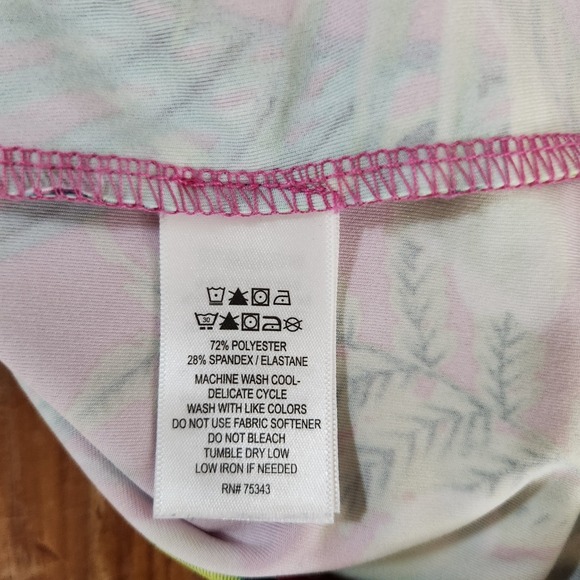 30
72% POLYESTER
28% SPANDEX / ELASTANE
MACHINE WASH COOL-
DELICATE CYCLE
WASH WITH LIKE COLORS
DO NOT USE FABRIC SOFTENER
DO NOT BLEACH
TUMBLE DRY LOW
LOW IRON IF NEEDED
RN# 75343